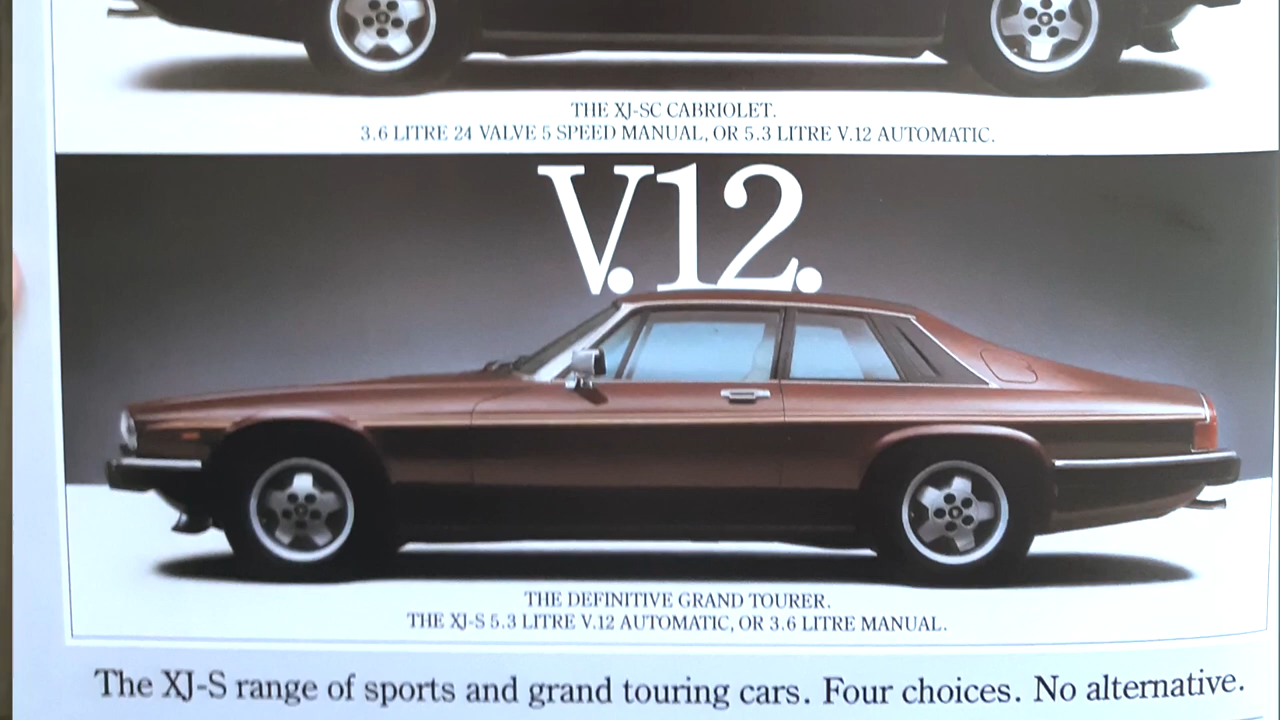 THE XJ-SC CABRIOLET.
3.6 LITRE 24 VALVE 5 SPEED MANUAL, OR 5.3 LITRE V.12 AUTOMATIC.
V.12.
THE DEFINITIVE GRAND TOURER.
THE XJ-S 5.3 LITRE V.12 AUTOMATIC, OR 3.6 LITRE MANUAL.
The XJ-S range of sports and grand touring cars. Four choices. No alternative.